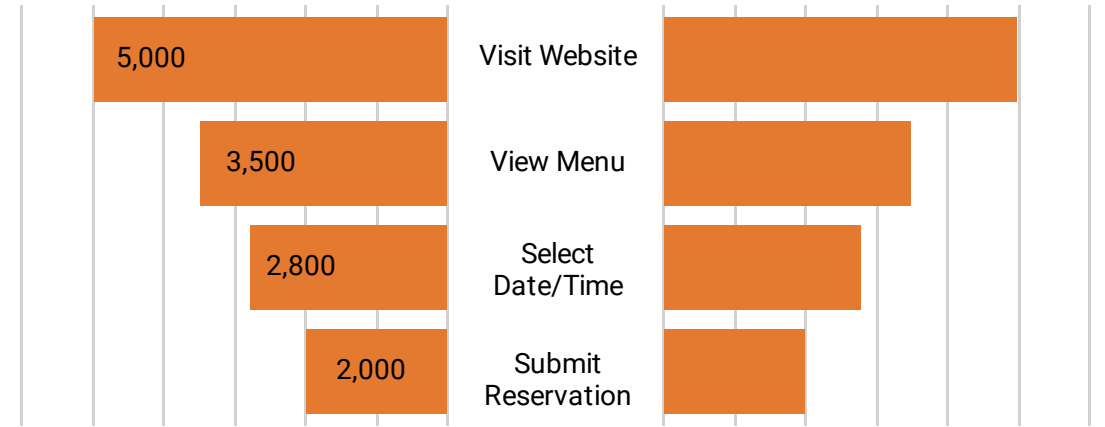 5,000
Visit Website
3,500
View Menu
2,800
Select
Date/Time
2,000
Submit
Reservation